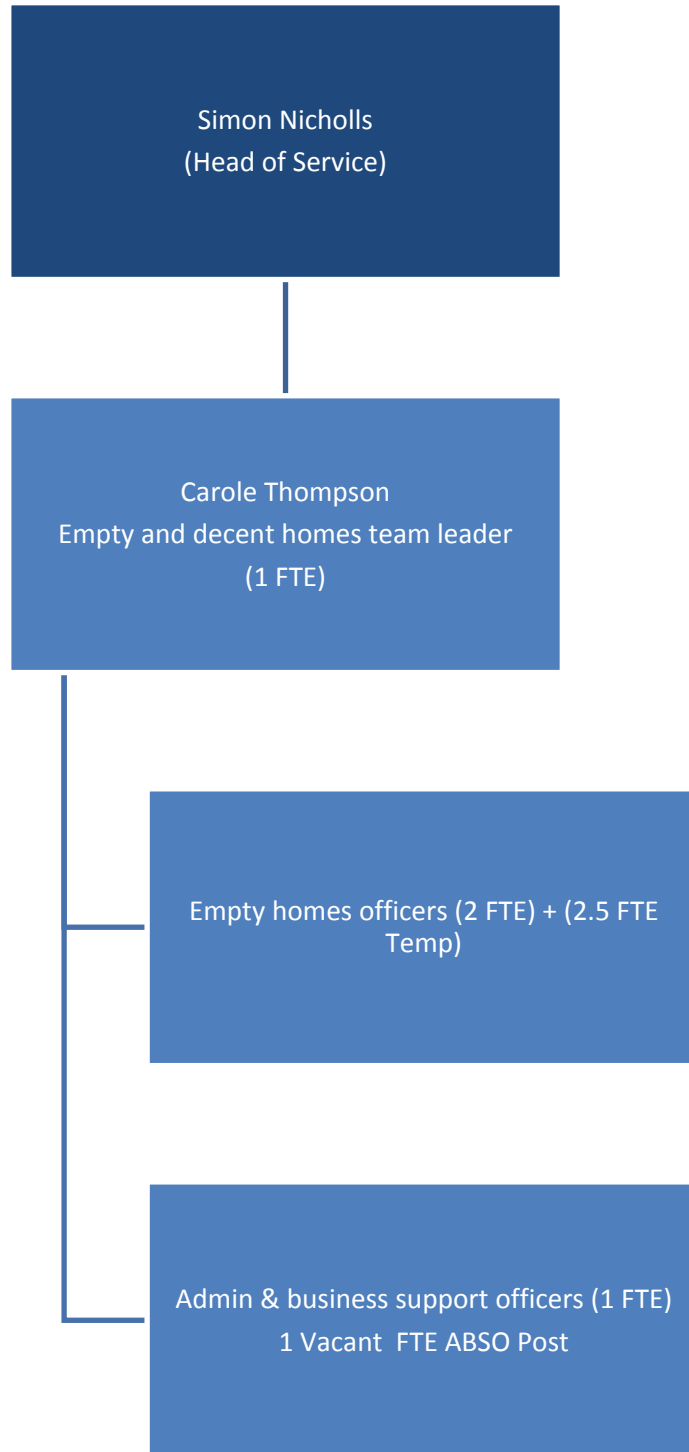 Simon Nicholls
(Head of Service)
Carole Thompson
Empty and decent homes team leader
(1 FTE)
Empty homes officers (2 FTE) + (2.5 FTE
Temp)
Admin & business support officers (1 FTE)
1 Vacant  FTE ABSO Post